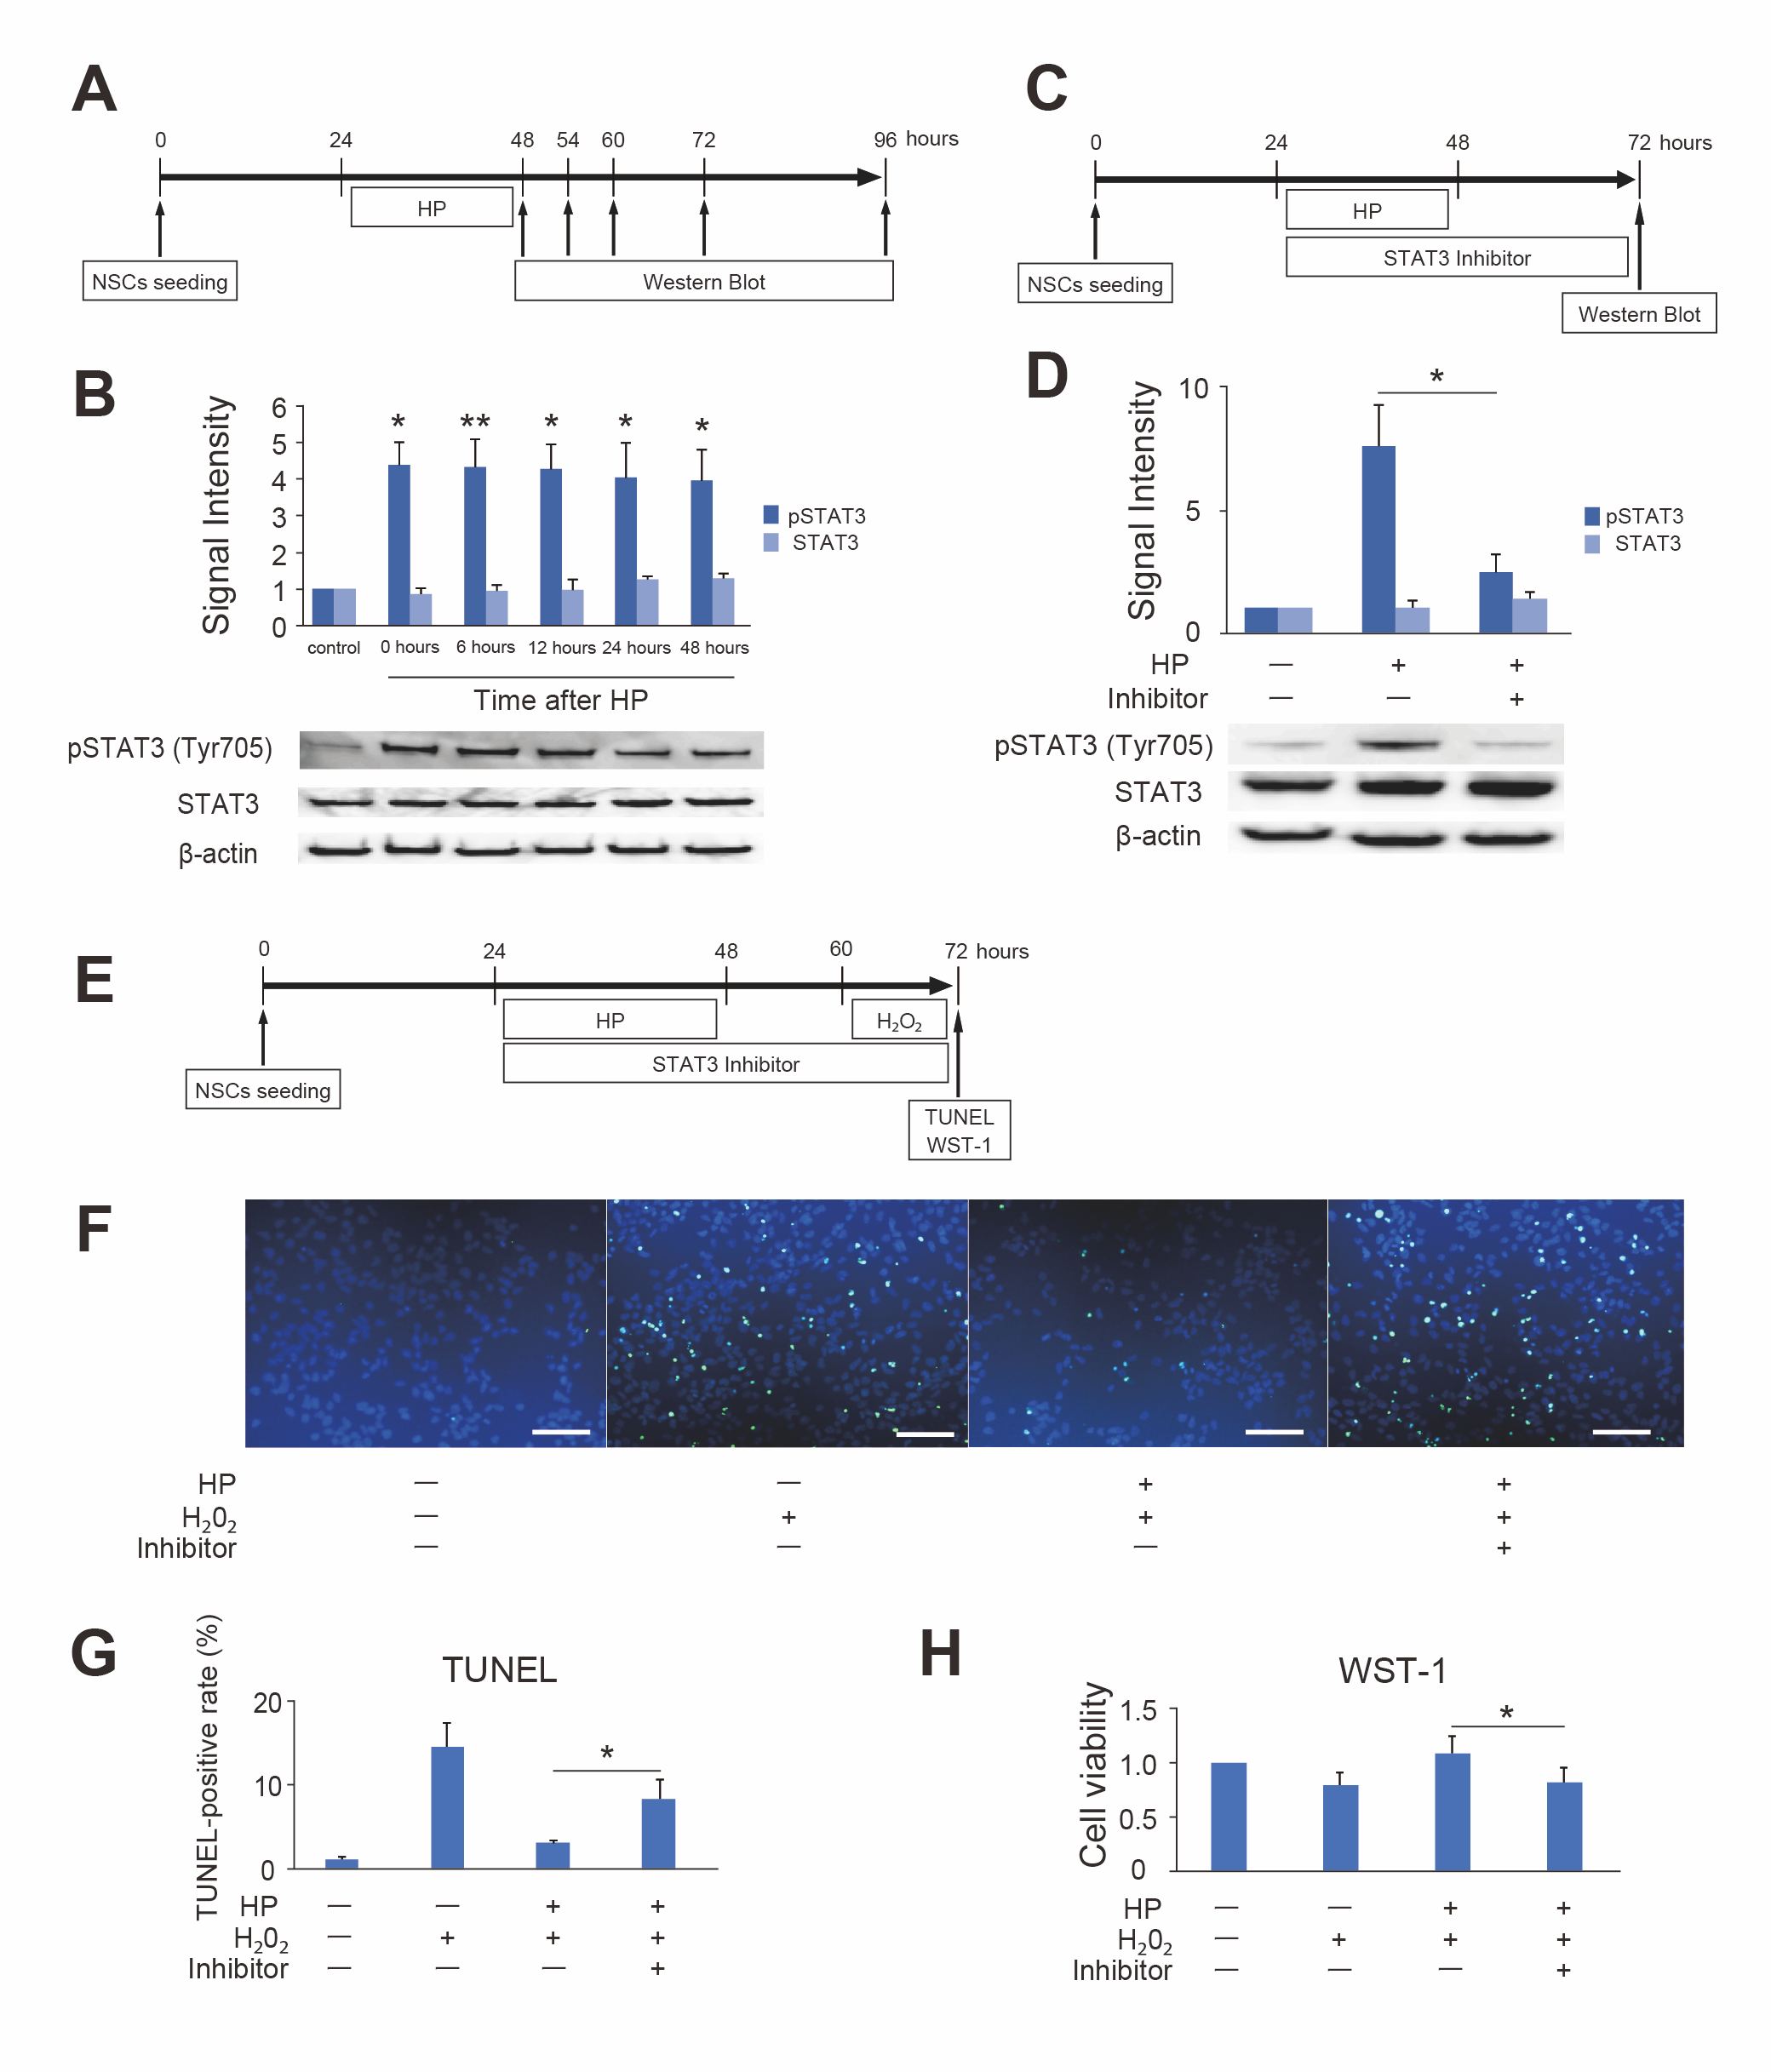 A
0 24 48 54 60 72 96 hours
HP
NSCs seeding
Western Blot
C
0 24 48 72 hours
HP
STAT3 Inhibitor
NSCs seeding
Western Blot
B
Signal Intensity
6
5
4
3
2
1
0
* ** * * *
pSTAT3
STAT3
control 0 hours 6 hours 12 hours 24 hours 48 hours
Time after HP
pSTAT3 (Tyr705)
STAT3
β-actin
D
Signal Intensity
10
5
0
*
pSTAT3
STAT3
HP — + +
Inhibitor — — +
pSTAT3 (Tyr705)
STAT3
β-actin
E
0 24 48 60 72 hours
HP
H₂O₂
STAT3 Inhibitor
NSCs seeding
TUNEL
WST-1
F
HP — — + +
H₂0₂ — + + +
Inhibitor — — — +
G
TUNEL
TUNEL-positive rate (%)
20
10
0
*
HP — — + +
H₂0₂ — + + +
Inhibitor — — — +
H
WST-1
Cell viability
1.5
1.0
0.5
0
*
HP — — + +
H₂0₂ — + + +
Inhibitor — — — +